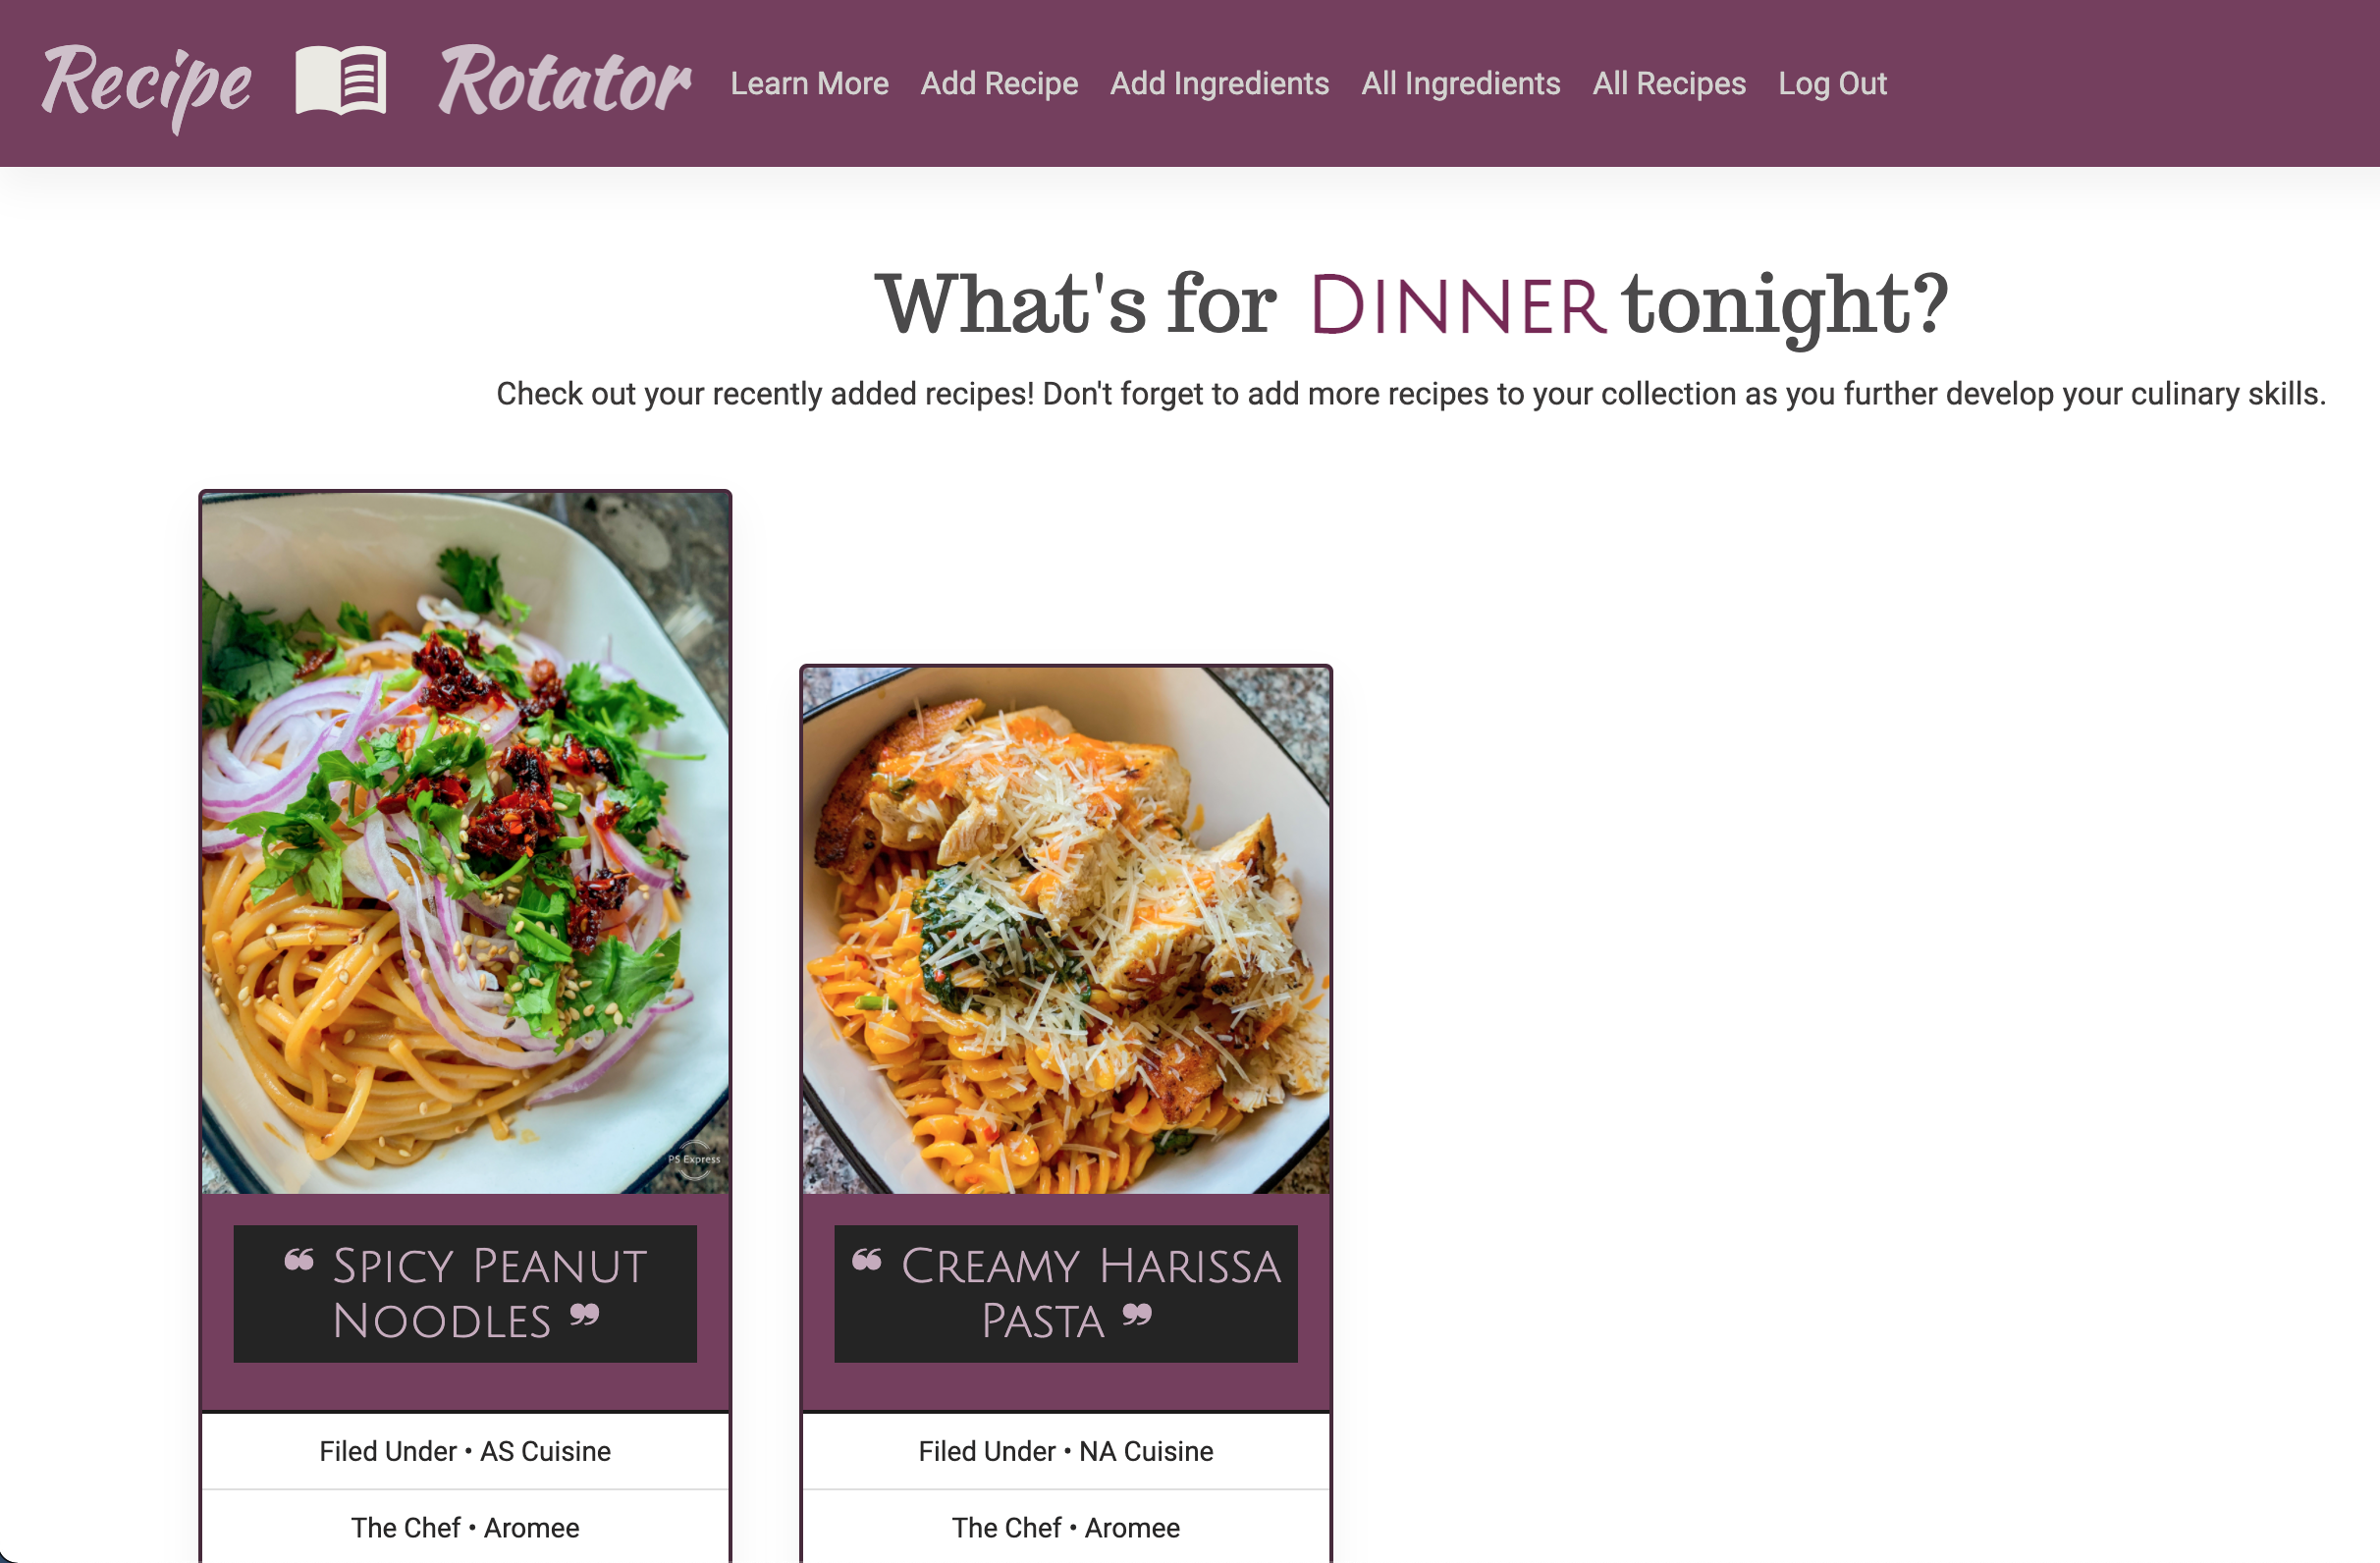 Recipe Rotator Learn More Add Recipe Add Ingredients All Ingredients All Recipes Log Out
What's for DINNER tonight?
Check out your recently added recipes! Don't forget to add more recipes to your collection as you further develop your culinary skills.
PS Express
❝ SPICY PEANUT
NOODLES ❞
Filed Under • AS Cuisine
The Chef • Aromee
❝ CREAMY HARISSA
PASTA ❞
Filed Under • NA Cuisine
The Chef • Aromee